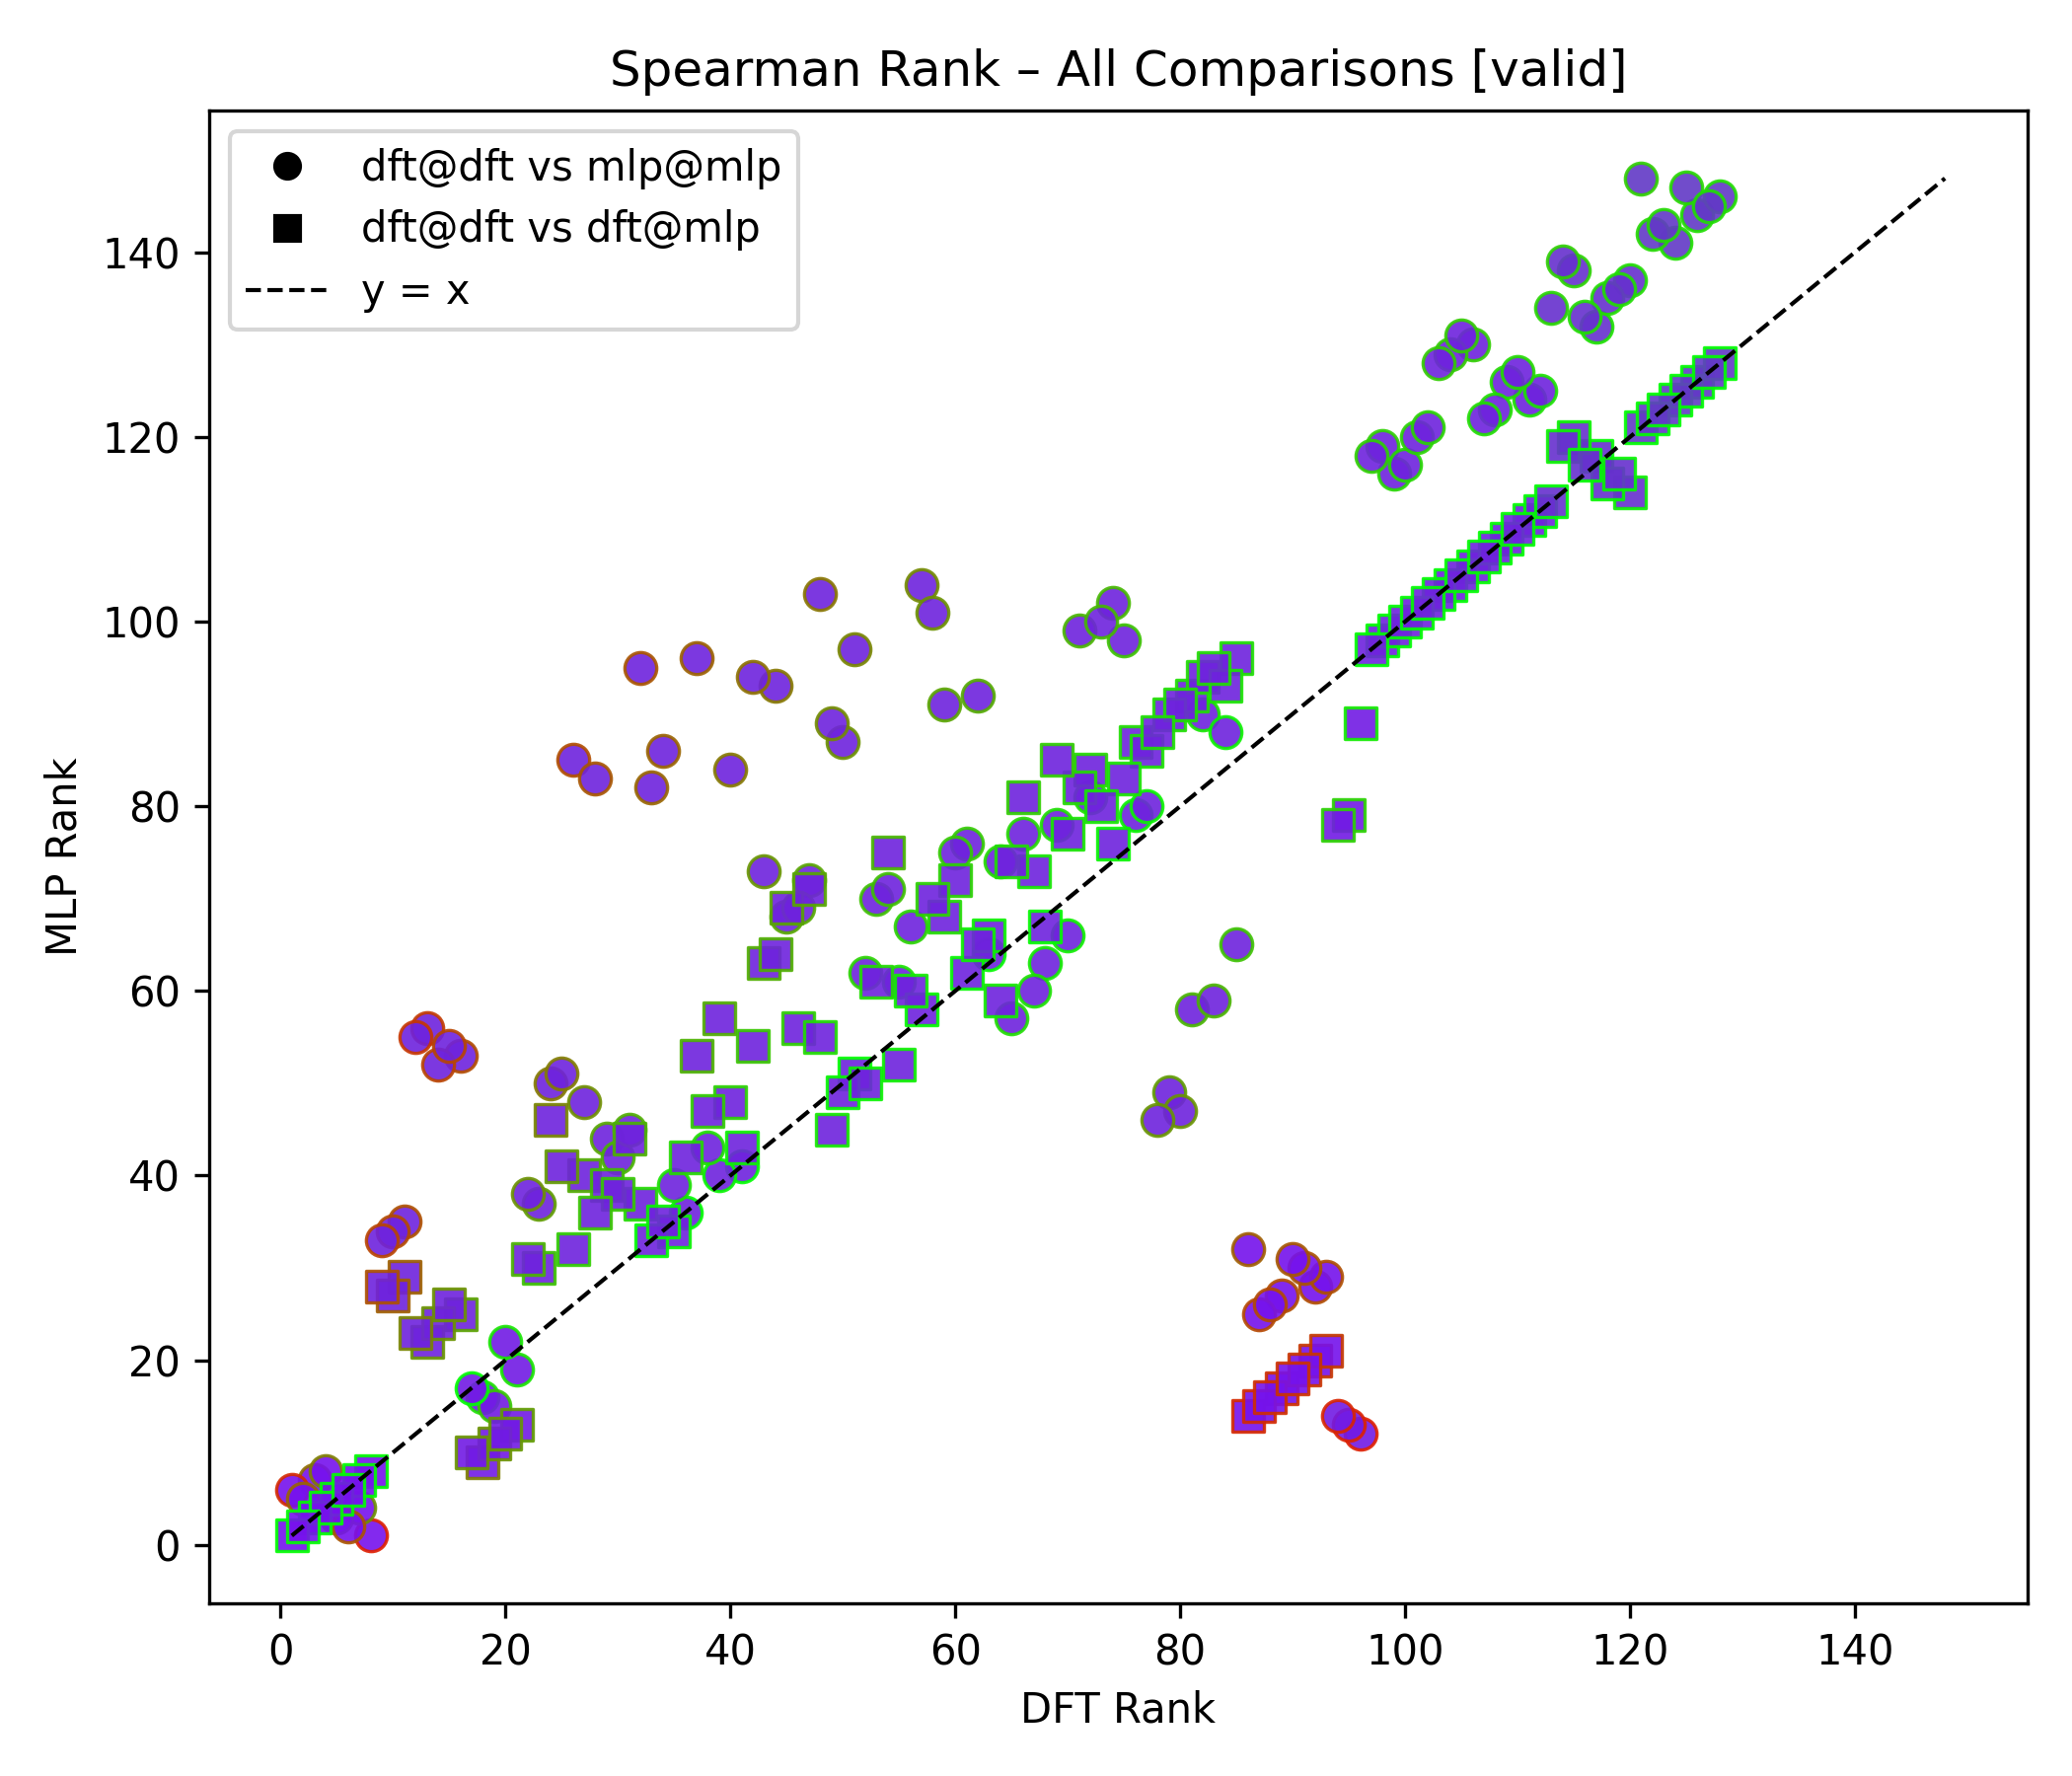 Spearman Rank – All Comparisons [valid]
dft@dft vs mlp@mlp
dft@dft vs dft@mlp
y = x
MLP Rank
140
120
100
80
60
40
20
0
0 20 40 60 80 100 120 140
DFT Rank